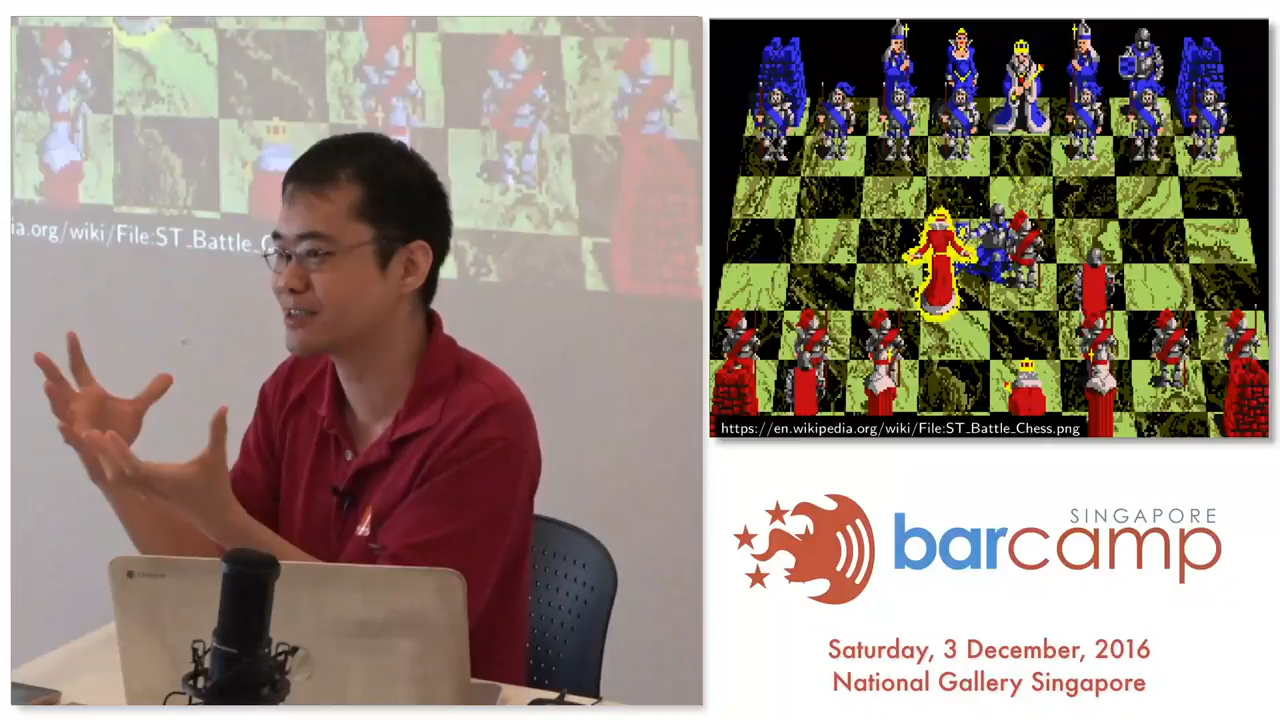 ia.org/wiki/File:ST_Battle_C
https://en.wikipedia.org/wiki/File:ST_Battle_Chess.png
SINGAPORE
barcamp
Saturday, 3 December, 2016
National Gallery Singapore